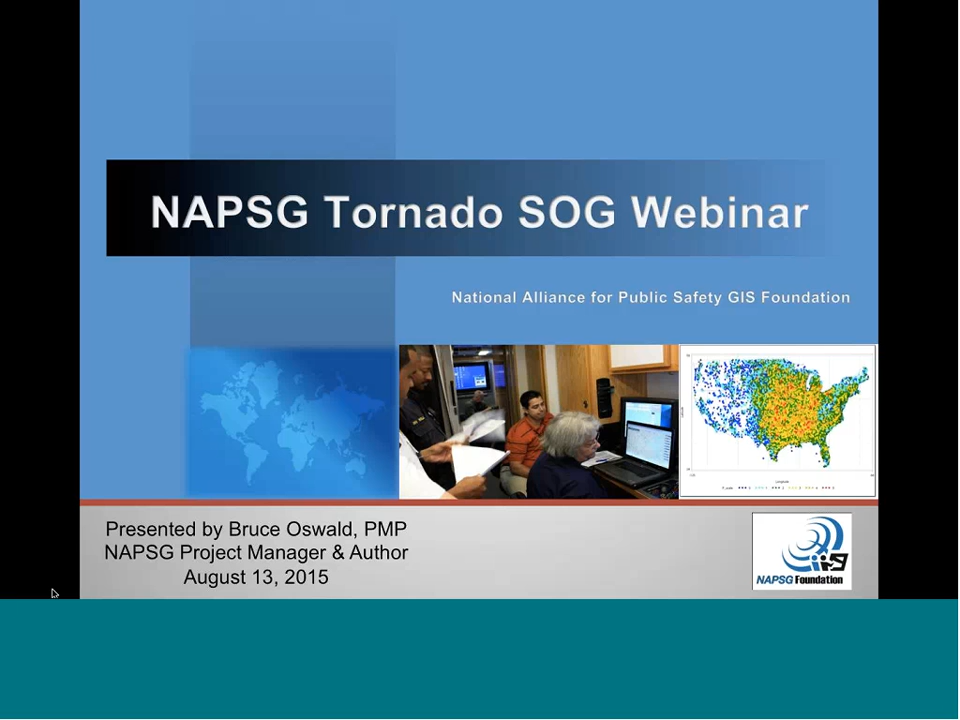 NAPSG Tornado SOG Webinar
National Alliance for Public Safety GIS Foundation
Presented by Bruce Oswald, PMP
NAPSG Project Manager & Author
August 13, 2015
NAPSG Foundation